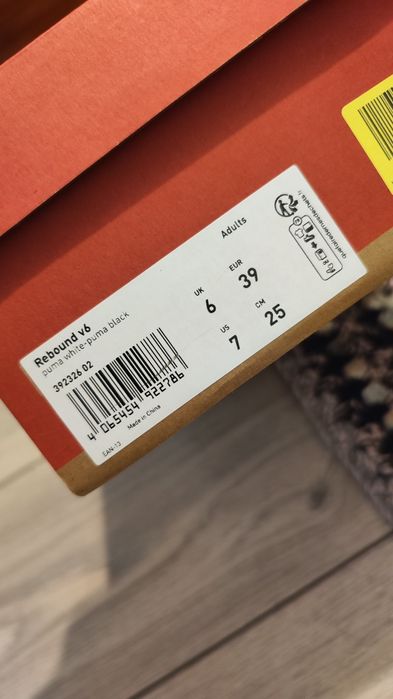 Adults
Rebound v6
puma white-puma black
392326 02
4 065454 922786
EAN-13
Made in China
UK
6
EUR
39
US
7
CM
25